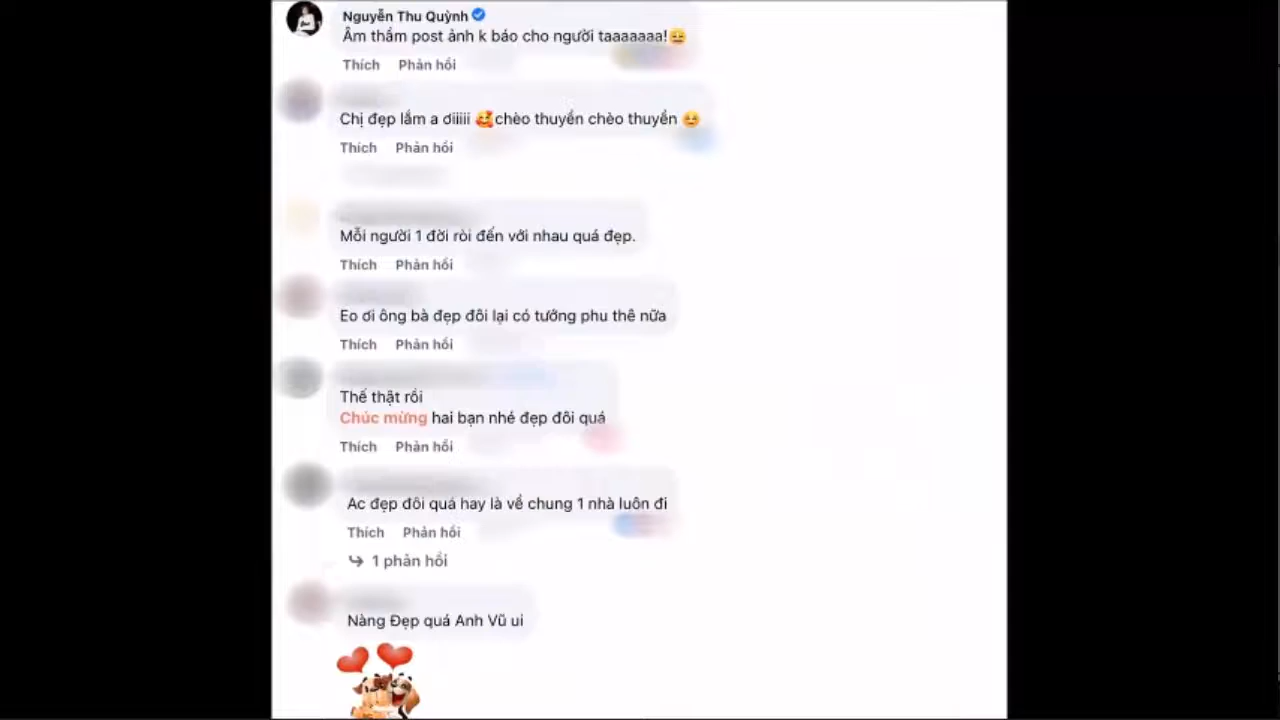 Nguyễn Thu Quỳnh
Âm thầm post ảnh k báo cho người taaaaaaa!😑
Thích Phản hồi
Chị đẹp lắm a ơiiiii 🥰chèo thuyền chèo thuyền ☺️
Thích Phản hồi
Mỗi người 1 đời ròi đến với nhau quá đẹp.
Thích Phản hồi
Eo ơi ông bà đẹp đôi lại có tướng phu thê nữa
Thích Phản hồi
Thế thật rồi
Chúc mừng hai bạn nhé đẹp đôi quá
Thích Phản hồi
Ac đẹp đôi quá hay là về chung 1 nhà luôn đi
Thích Phản hồi
1 phản hồi
Nàng Đẹp quá Anh Vũ ui